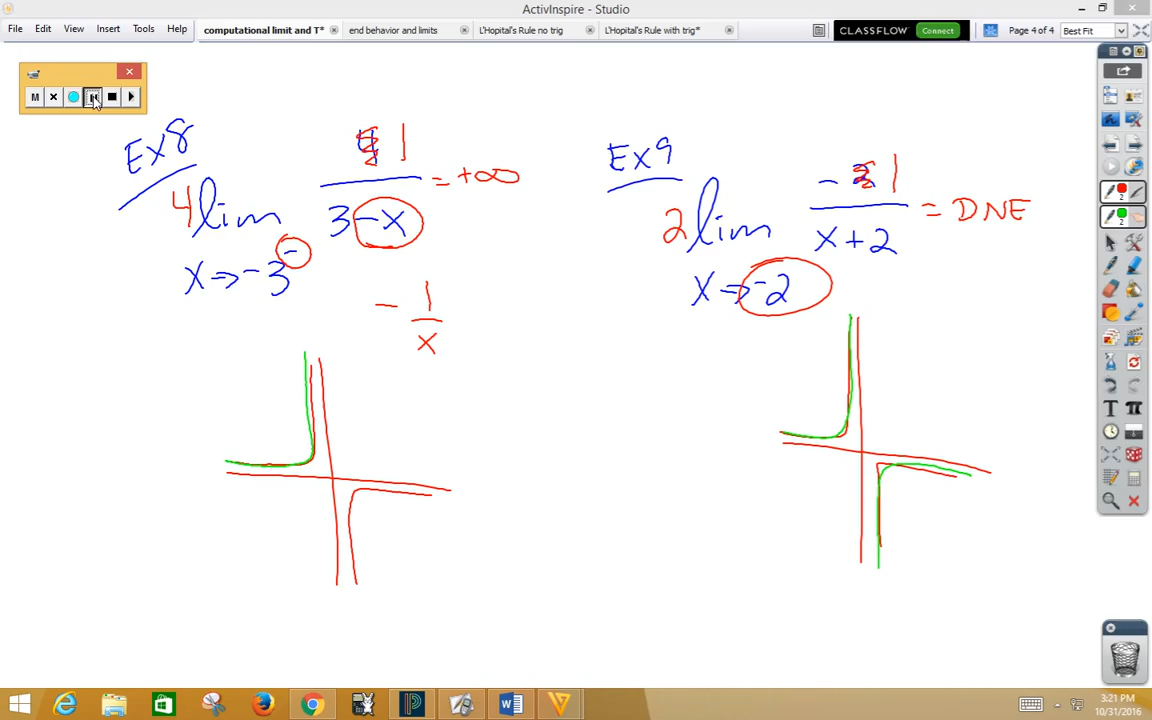 ActivInspire - Studio
File Edit View Insert Tools Help
computational limit and T* end behavior and limits L'Hopital's Rule no trig L'Hopital's Rule with trig*
CLASSFLOW Connect Page 4 of 4 Best Fit
M
Ex 8
4 lim 1 / 3 - x = +∞
x => -3⁻
- 1 / x
Ex 9
2 lim - 1 / x + 2 = DNE
x => -2
2
2
3:21 PM
10/31/2016